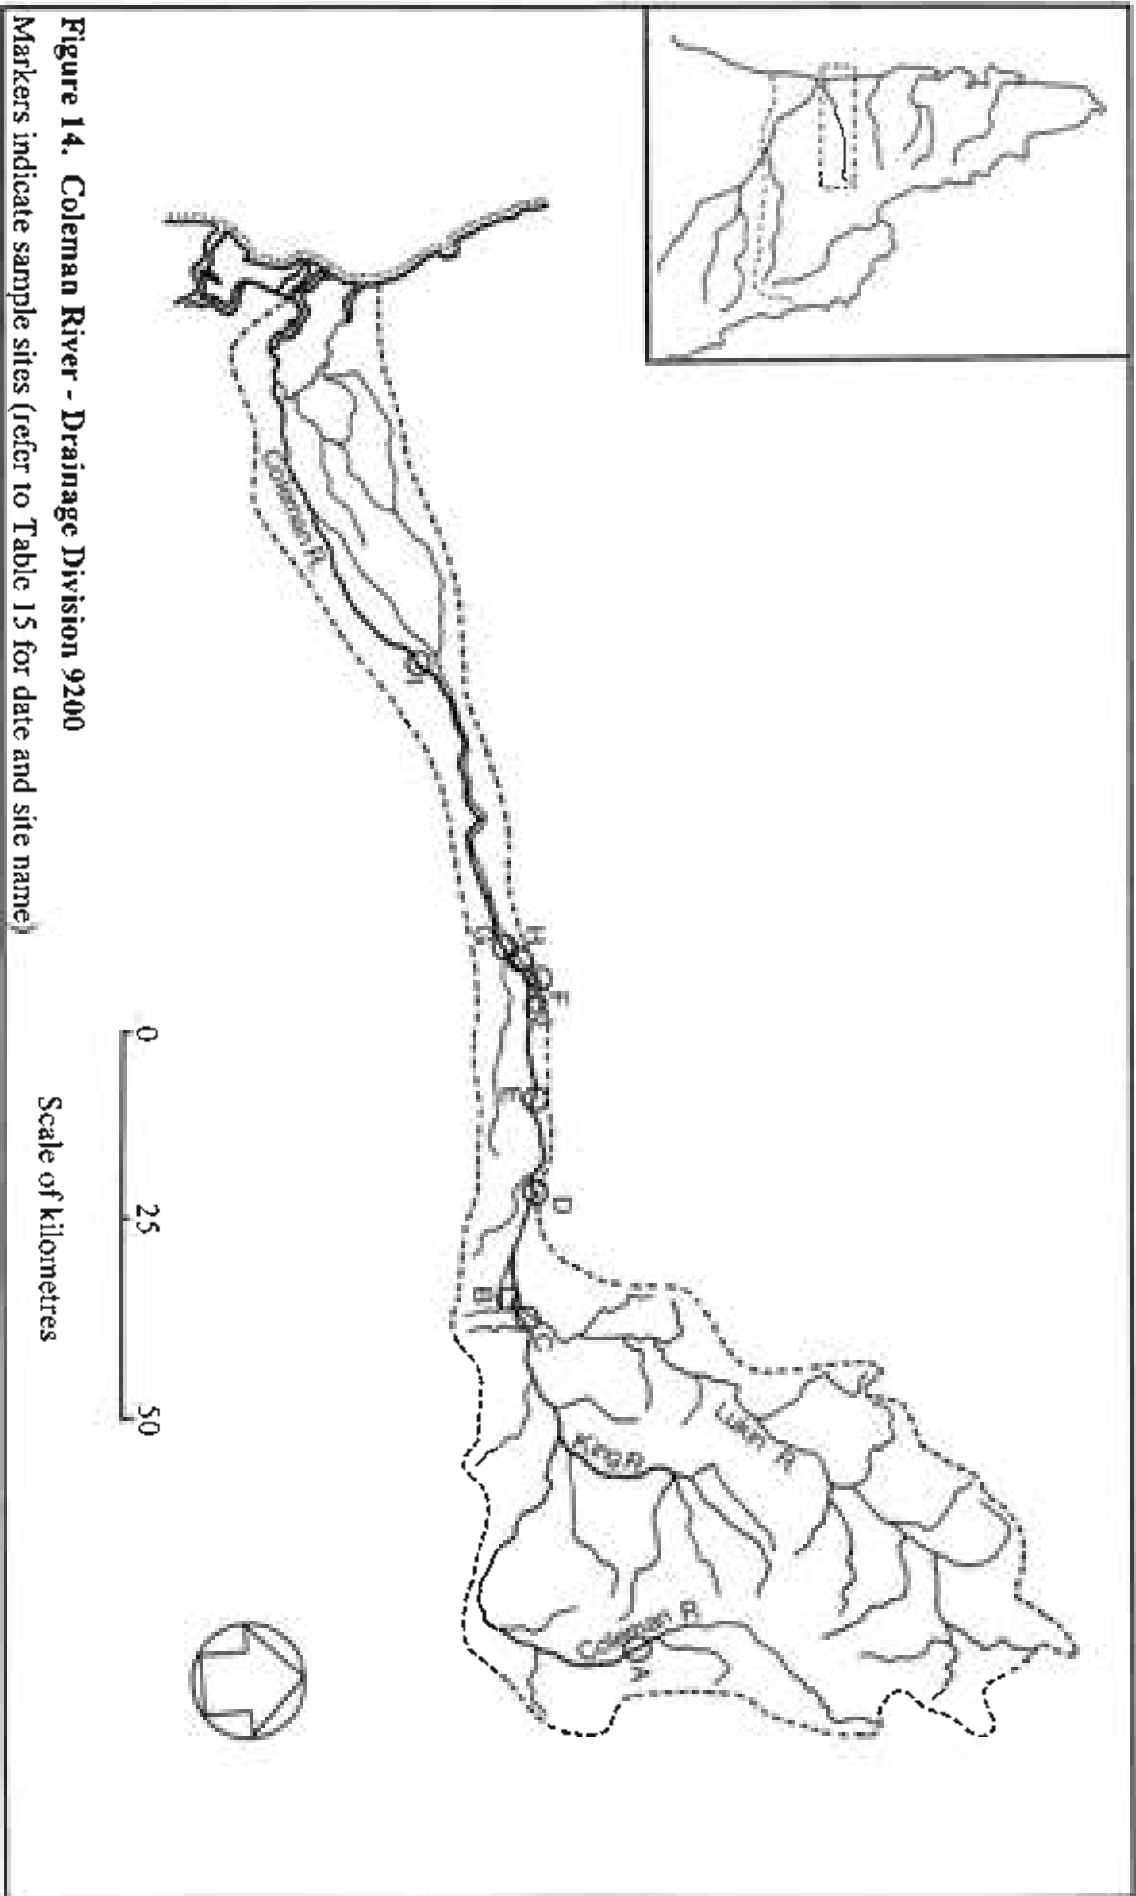 Lukin R
King R
Coleman R
A
C
B
D
E
F
H
G
I
Coleman R
0 25 50
Scale of kilometres
Figure 14. Coleman River - Drainage Division 9200
Markers indicate sample sites (refer to Table 15 for date and site name)